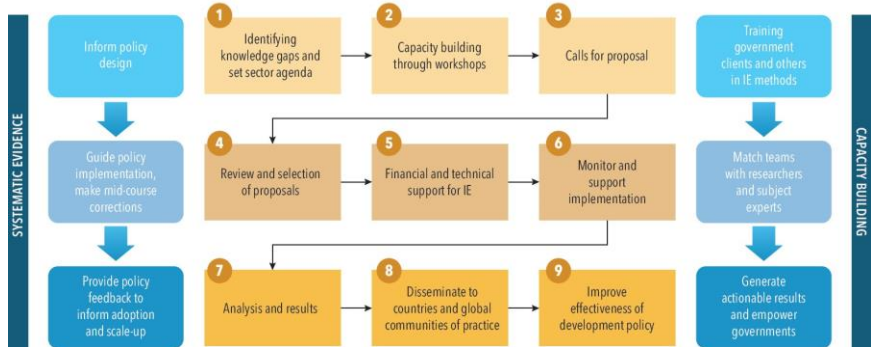 SYSTEMATIC EVIDENCE
Inform policy
design
Guide policy
implementation,
make mid-course
corrections
Provide policy
feedback to
inform adoption
and scale-up
1
Identifying
knowledge gaps and
set sector agenda
2
Capacity building
through workshops
3
Calls for proposal
4
Review and selection
of proposals
5
Financial and technical
support for IE
6
Monitor and
support
implementation
7
Analysis and results
8
Disseminate to
countries and global
communities of practice
9
Improve
effectiveness of
development policy
Training
government
clients and others
in IE methods
Match teams
with researchers
and subject
experts
Generate
actionable results
and empower
governments
CAPACITY BUILDING